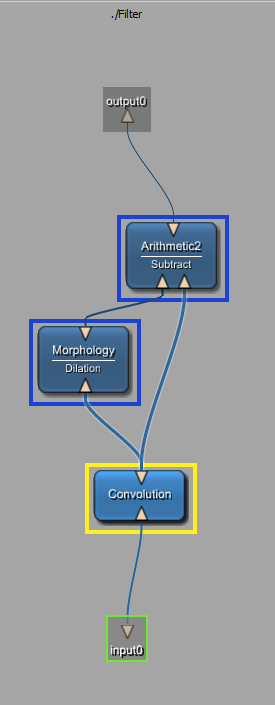 ./Filter
output0
Arithmetic2
Subtract
Morphology
Dilation
Convolution
input0